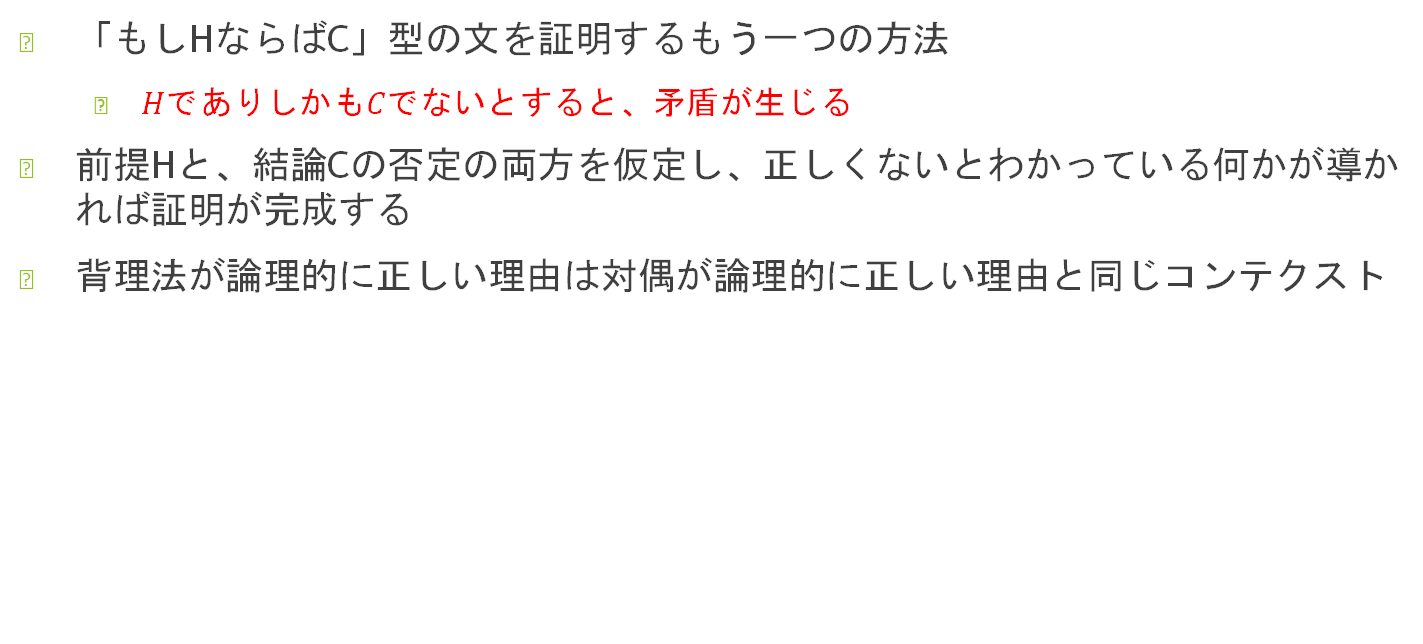 「もしHならばC」型の文を証明するもう一つの方法
HでありしかもCでないとすると、矛盾が生じる
前提Hと、結論Cの否定の両方を仮定し、正しくないとわかっている何かが導か
れば証明が完成する
背理法が論理的に正しい理由は対偶が論理的に正しい理由と同じコンテクスト